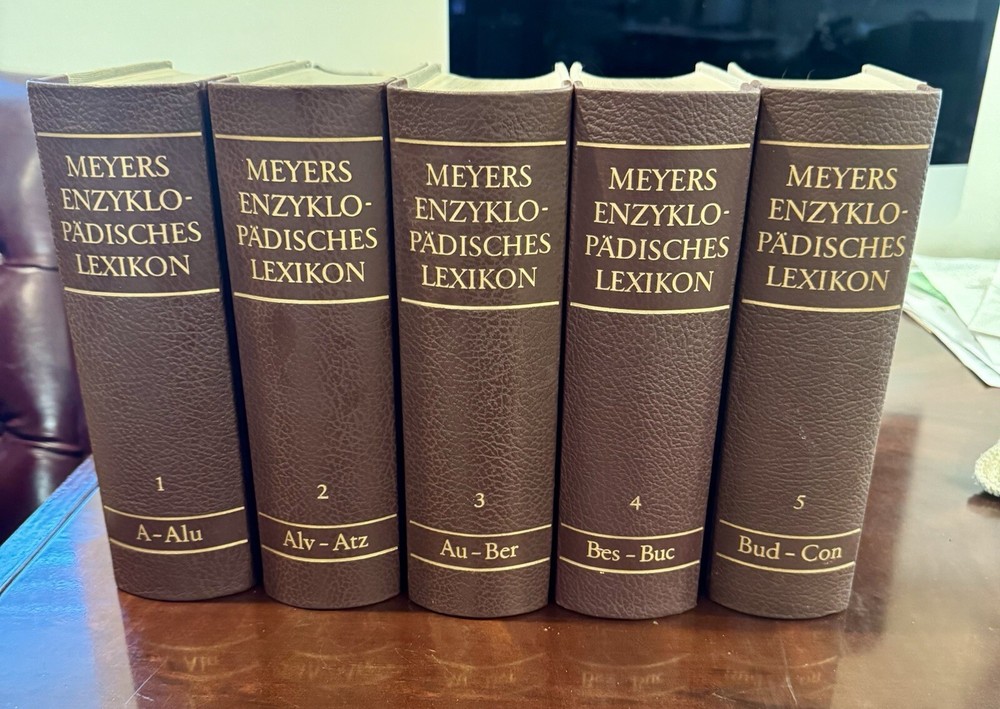 MEYERS
ENZYKLO-
PÄDISCHES
LEXIKON
1
A-Alu
MEYERS
ENZYKLO-
PÄDISCHES
LEXIKON
2
Alv-Atz
MEYERS
ENZYKLO-
PÄDISCHES
LEXIKON
3
Au-Ber
MEYERS
ENZYKLO-
PÄDISCHES
LEXIKON
4
Bes-Buc
MEYERS
ENZYKLO-
PÄDISCHES
LEXIKON
5
Bud-Con